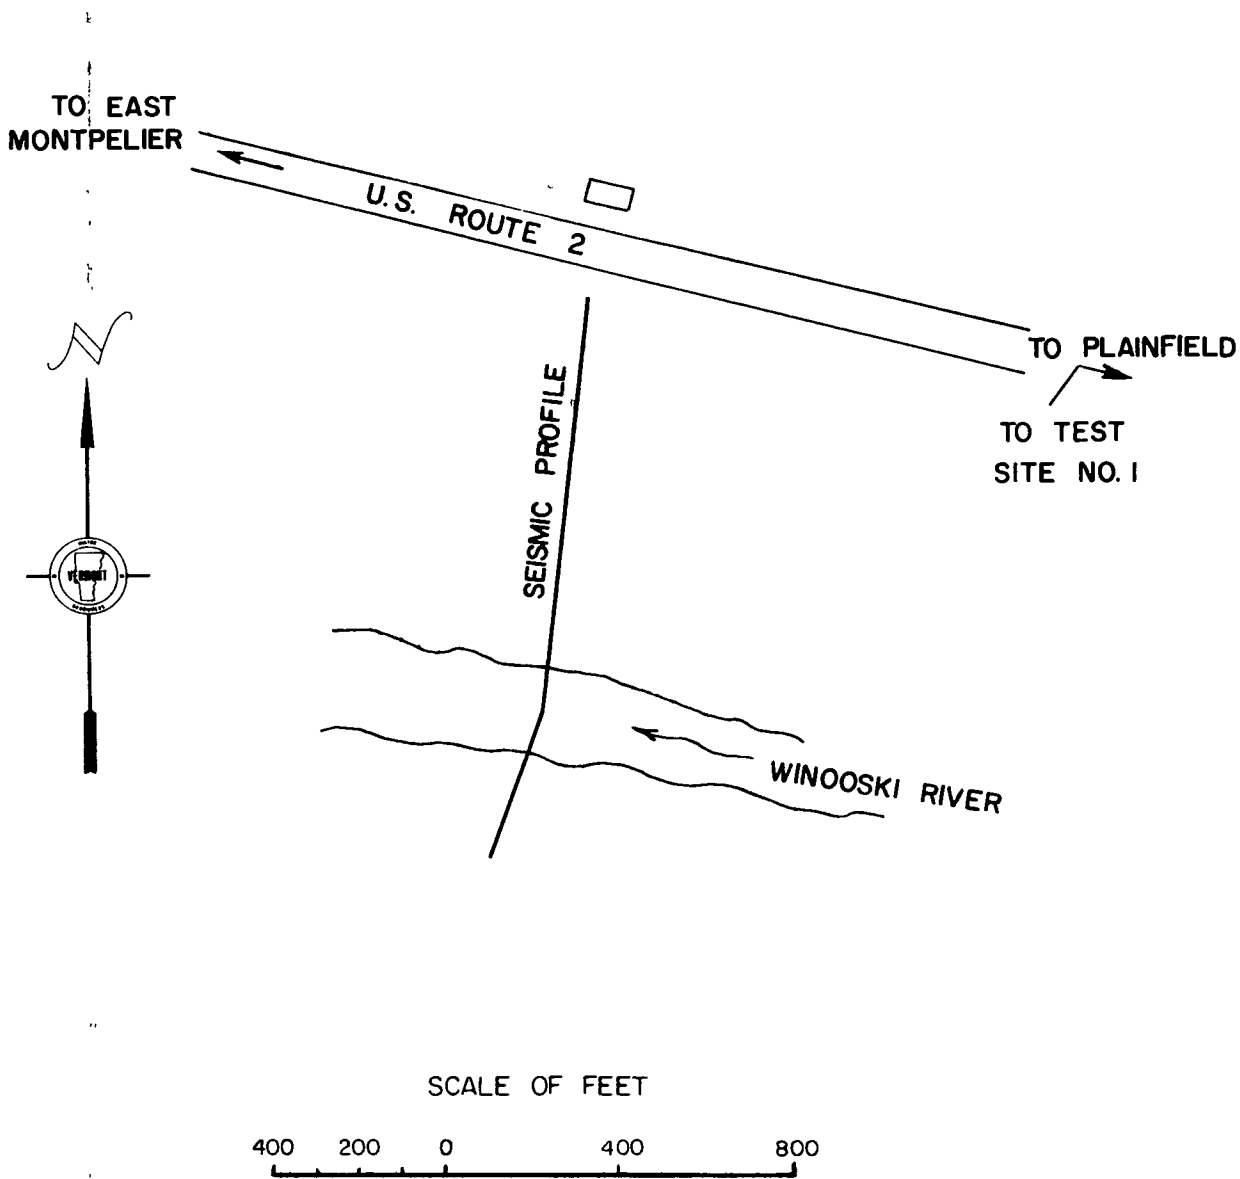 TO EAST
MONTPELIER
U.S. ROUTE 2
N
TO PLAINFIELD
TO TEST
SITE NO. 1
SEISMIC PROFILE
VERMONT
WINOOSKI RIVER
SCALE OF FEET
400 200 0 400 800